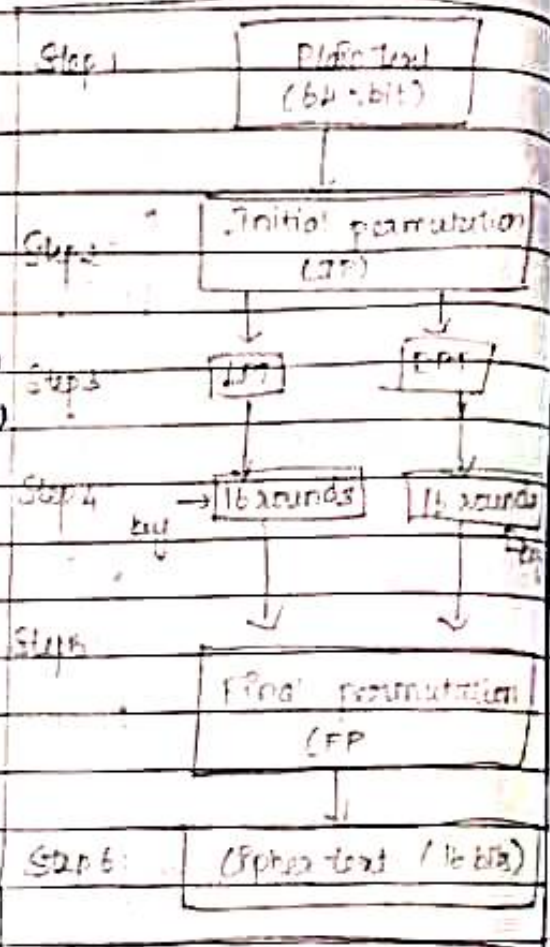 Step 1
Plain text
(64-bit)
Step 2
Initial permutation
(IP)
Step 3
LPT
RPT
Step 4
key
16 rounds
16 rounds
key
Step
Final permutation
(FP
Step 6:
Cipher text (16 bits)